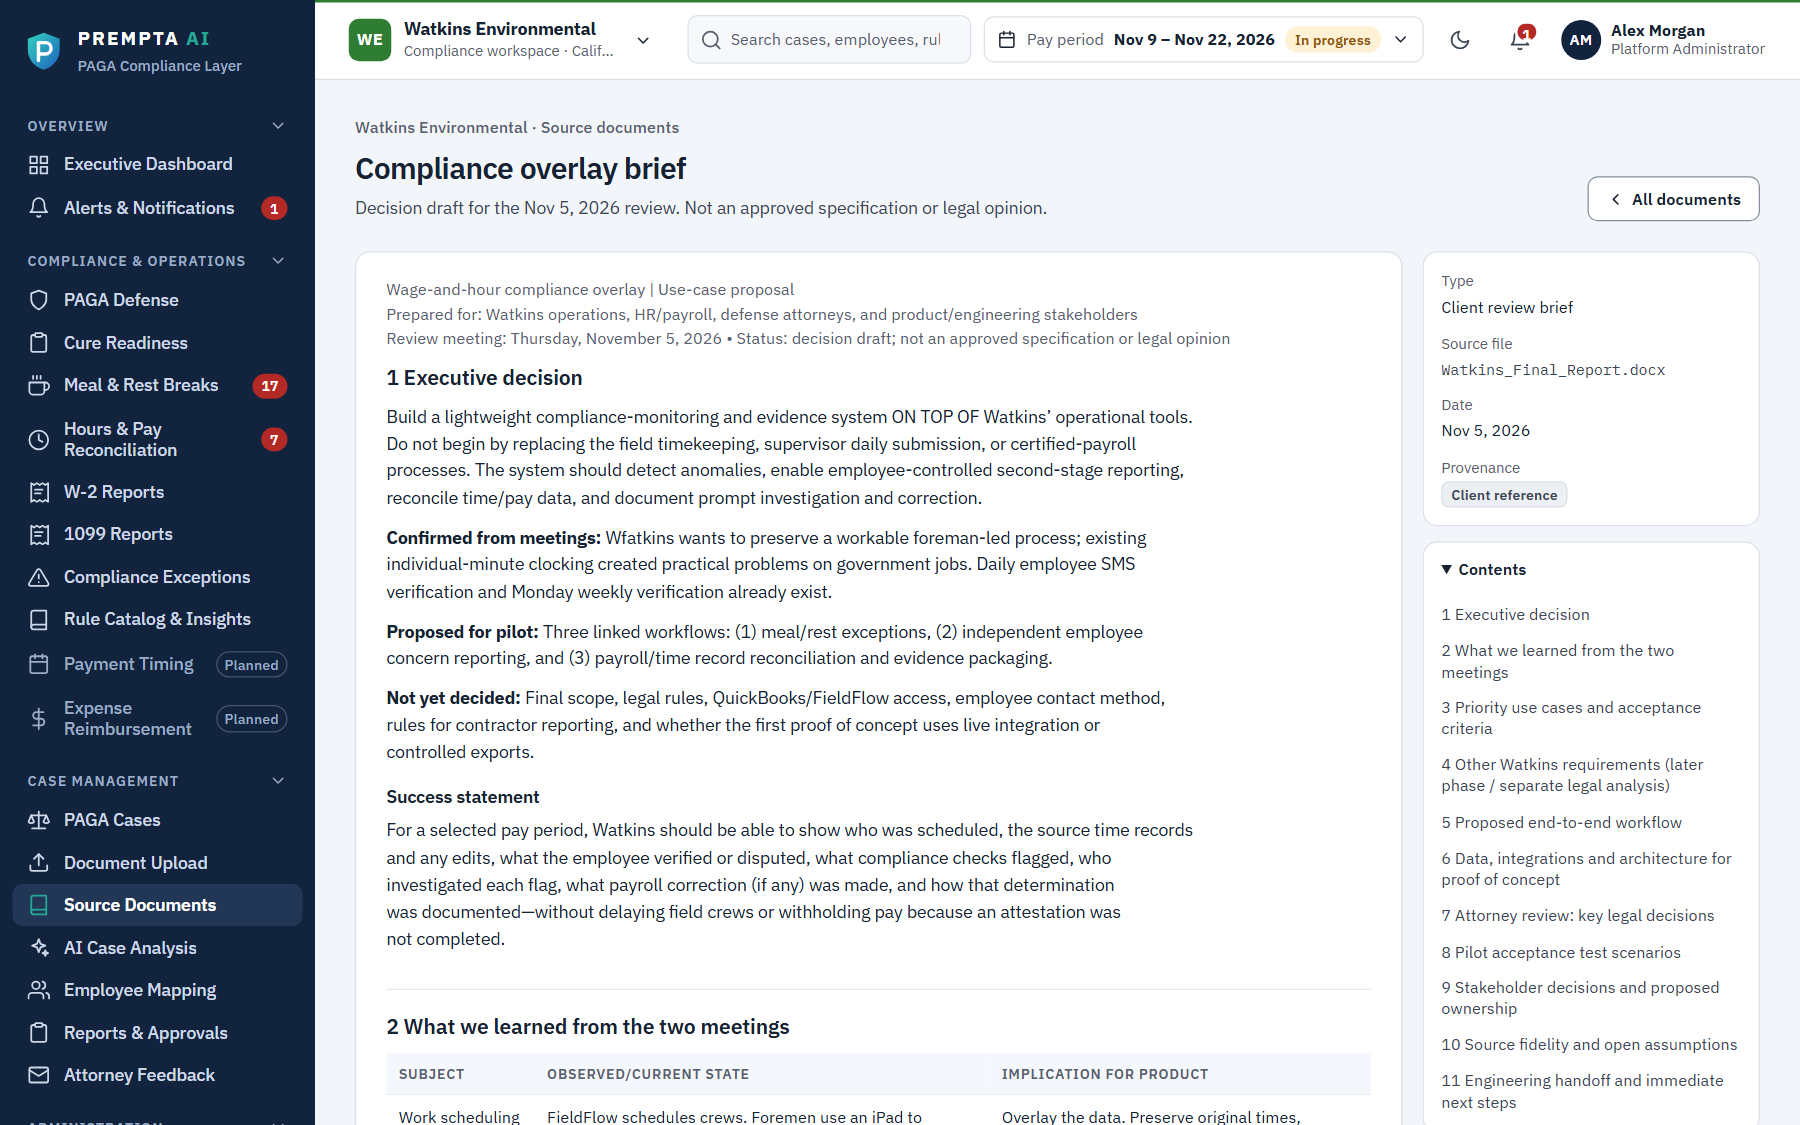 PREMPTA AI
PAGA Compliance Layer
OVERVIEW
Executive Dashboard
Alerts & Notifications
1
COMPLIANCE & OPERATIONS
PAGA Defense
Cure Readiness
Meal & Rest Breaks
17
Hours & Pay
Reconciliation
7
W-2 Reports
1099 Reports
Compliance Exceptions
Rule Catalog & Insights
Payment Timing
Planned
Expense
Reimbursement
Planned
CASE MANAGEMENT
PAGA Cases
Document Upload
Source Documents
AI Case Analysis
Employee Mapping
Reports & Approvals
Attorney Feedback
WE
Watkins Environmental
Compliance workspace · Calif...
Search cases, employees, rul
Pay period Nov 9 – Nov 22, 2026 In progress
1
AM
Alex Morgan
Platform Administrator
Watkins Environmental · Source documents
Compliance overlay brief
Decision draft for the Nov 5, 2026 review. Not an approved specification or legal opinion.
All documents
Wage-and-hour compliance overlay | Use-case proposal
Prepared for: Watkins operations, HR/payroll, defense attorneys, and product/engineering stakeholders
Review meeting: Thursday, November 5, 2026 • Status: decision draft; not an approved specification or legal opinion
1 Executive decision
Build a lightweight compliance-monitoring and evidence system ON TOP OF Watkins’ operational tools.
Do not begin by replacing the field timekeeping, supervisor daily submission, or certified-payroll
processes. The system should detect anomalies, enable employee-controlled second-stage reporting,
reconcile time/pay data, and document prompt investigation and correction.
Confirmed from meetings: Wfatkins wants to preserve a workable foreman-led process; existing
individual-minute clocking created practical problems on government jobs. Daily employee SMS
verification and Monday weekly verification already exist.
Proposed for pilot: Three linked workflows: (1) meal/rest exceptions, (2) independent employee
concern reporting, and (3) payroll/time record reconciliation and evidence packaging.
Not yet decided: Final scope, legal rules, QuickBooks/FieldFlow access, employee contact method,
rules for contractor reporting, and whether the first proof of concept uses live integration or
controlled exports.
Success statement
For a selected pay period, Watkins should be able to show who was scheduled, the source time records
and any edits, what the employee verified or disputed, what compliance checks flagged, who
investigated each flag, what payroll correction (if any) was made, and how that determination
was documented—without delaying field crews or withholding pay because an attestation was
not completed.
2 What we learned from the two meetings
SUBJECT OBSERVED/CURRENT STATE IMPLICATION FOR PRODUCT
Work scheduling FieldFlow schedules crews. Foremen use an iPad to Overlay the data. Preserve original times,
Type
Client review brief
Source file
Watkins_Final_Report.docx
Date
Nov 5, 2026
Provenance
Client reference
Contents
1 Executive decision
2 What we learned from the two
meetings
3 Priority use cases and acceptance
criteria
4 Other Watkins requirements (later
phase / separate legal analysis)
5 Proposed end-to-end workflow
6 Data, integrations and architecture for
proof of concept
7 Attorney review: key legal decisions
8 Pilot acceptance test scenarios
9 Stakeholder decisions and proposed
ownership
10 Source fidelity and open assumptions
11 Engineering handoff and immediate
next steps